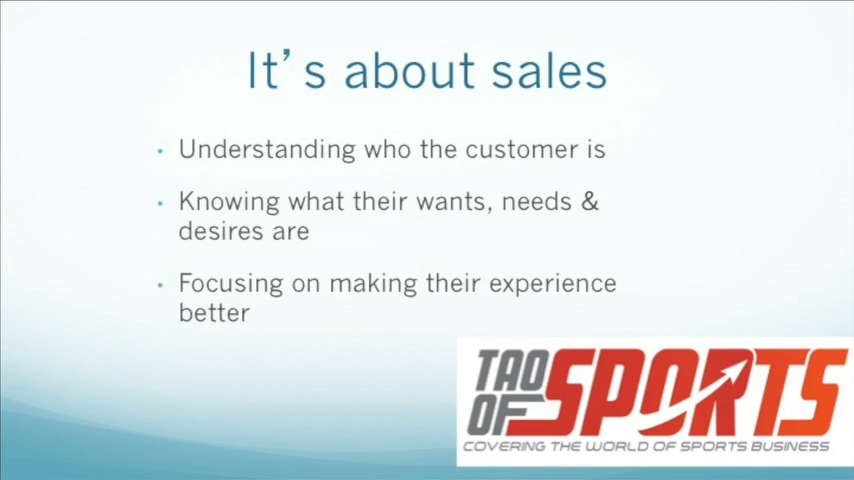 It's about sales
• Understanding who the customer is
• Knowing what their wants, needs &
desires are
• Focusing on making their experience
better
TAO
OF
SPORTS
COVERING THE WORLD OF SPORTS BUSINESS